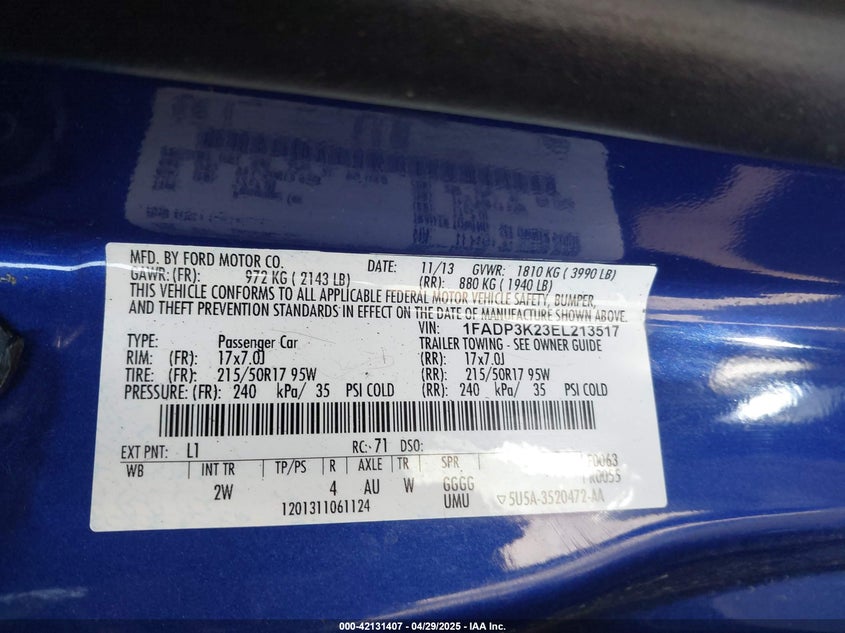 MFD. BY FORD MOTOR CO. DATE: 11/13 GVWR: 1810 KG ( 3990 LB)
GAWR: (FR): 972 KG ( 2143 LB) (RR): 880 KG ( 1940 LB)
THIS VEHICLE CONFORMS TO ALL APPLICABLE FEDERAL MOTOR VEHICLE SAFETY, BUMPER,
AND THEFT PREVENTION STANDARDS IN EFFECT ON THE DATE OF MANUFACTURE SHOWN ABOVE.
VIN: 1FADP3K23EL213517
TYPE: Passenger Car TRAILER TOWING - SEE OWNER GUIDE
RIM: (FR): 17x7.0J (RR): 17x7.0J
TIRE: (FR): 215/50R17 95W (RR): 215/50R17 95W
PRESSURE: (FR): 240 kPa/ 35 PSI COLD (RR): 240 kPa/ 35 PSI COLD
EXT PNT: L1 RC: 71 DSO:
WB INT TR TP/PS R AXLE TR SPR
2W 4 AU W GGGG
UMU
1201311061124
5U5A-3520472-AA
000-42131407 - 04/29/2025 - IAA Inc.